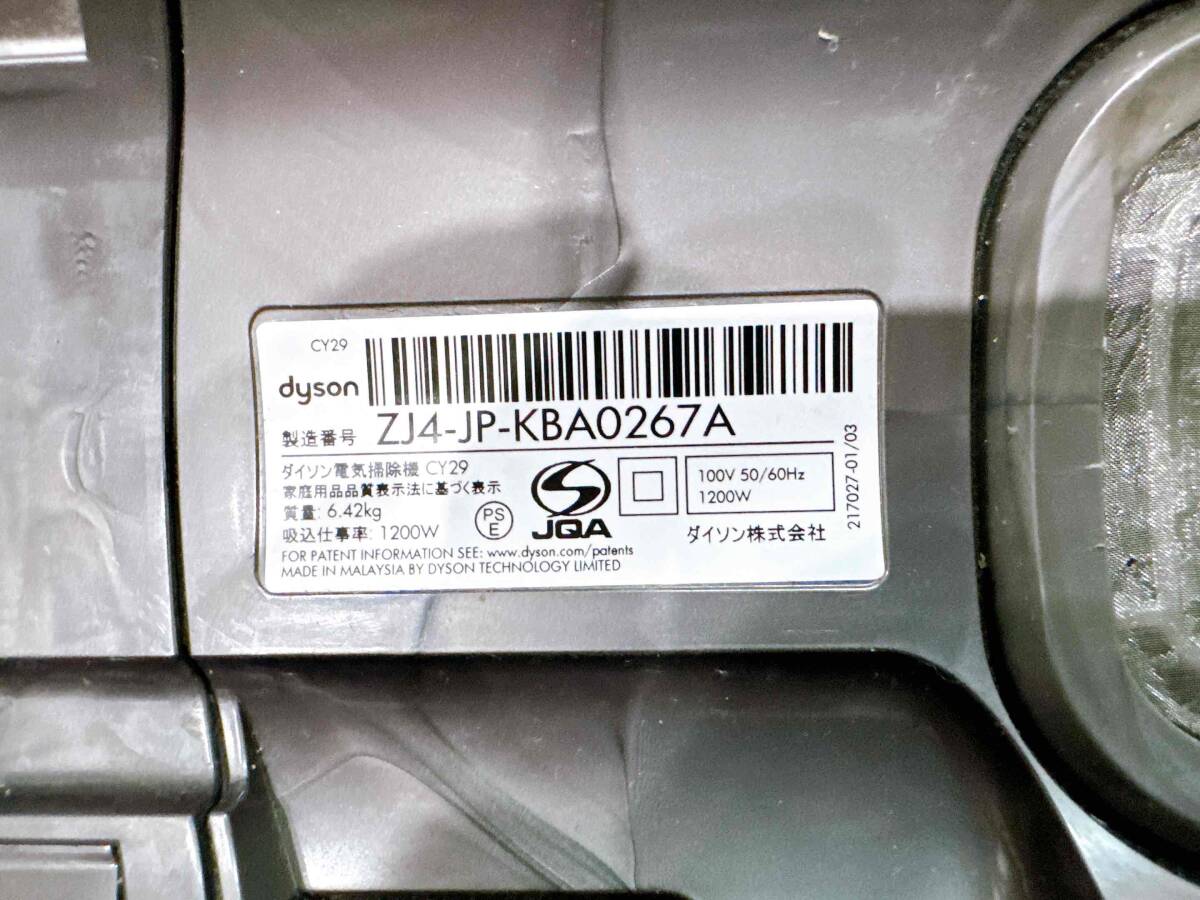 CY29
dyson
製造番号 ZJ4-JP-KBA0267A
ダイソン電気掃除機 CY29
家庭用品品質表示法に基づく表示
質量: 6.42kg
吸込仕事率: 1200W
PS
E
JQA
100V 50/60Hz
1200W
ダイソン株式会社
FOR PATENT INFORMATION SEE: www.dyson.com/patents
MADE IN MALAYSIA BY DYSON TECHNOLOGY LIMITED
217027-01/03